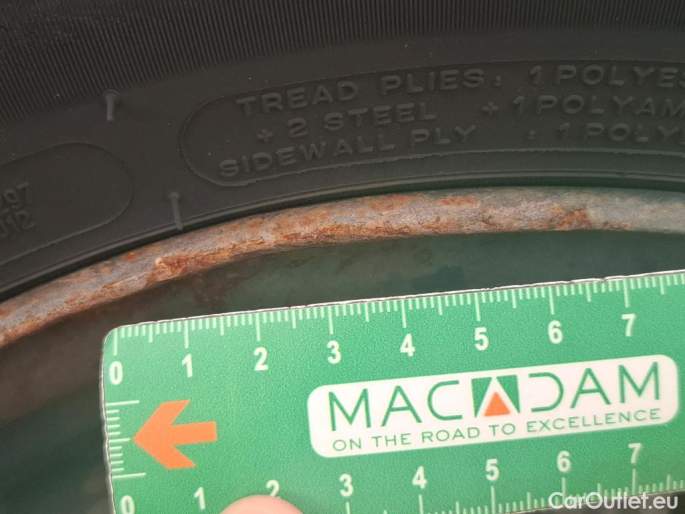 TREAD PLIES: 1 POLYES
+ 2 STEEL + 1 POLYAM
SIDEWALL PLY : 1 POLY
0 1 2 3 4 5 6 7
MACADAM
ON THE ROAD TO EXCELLENCE
0 1 2 3 4 5 6 7
CarOutlet.eu